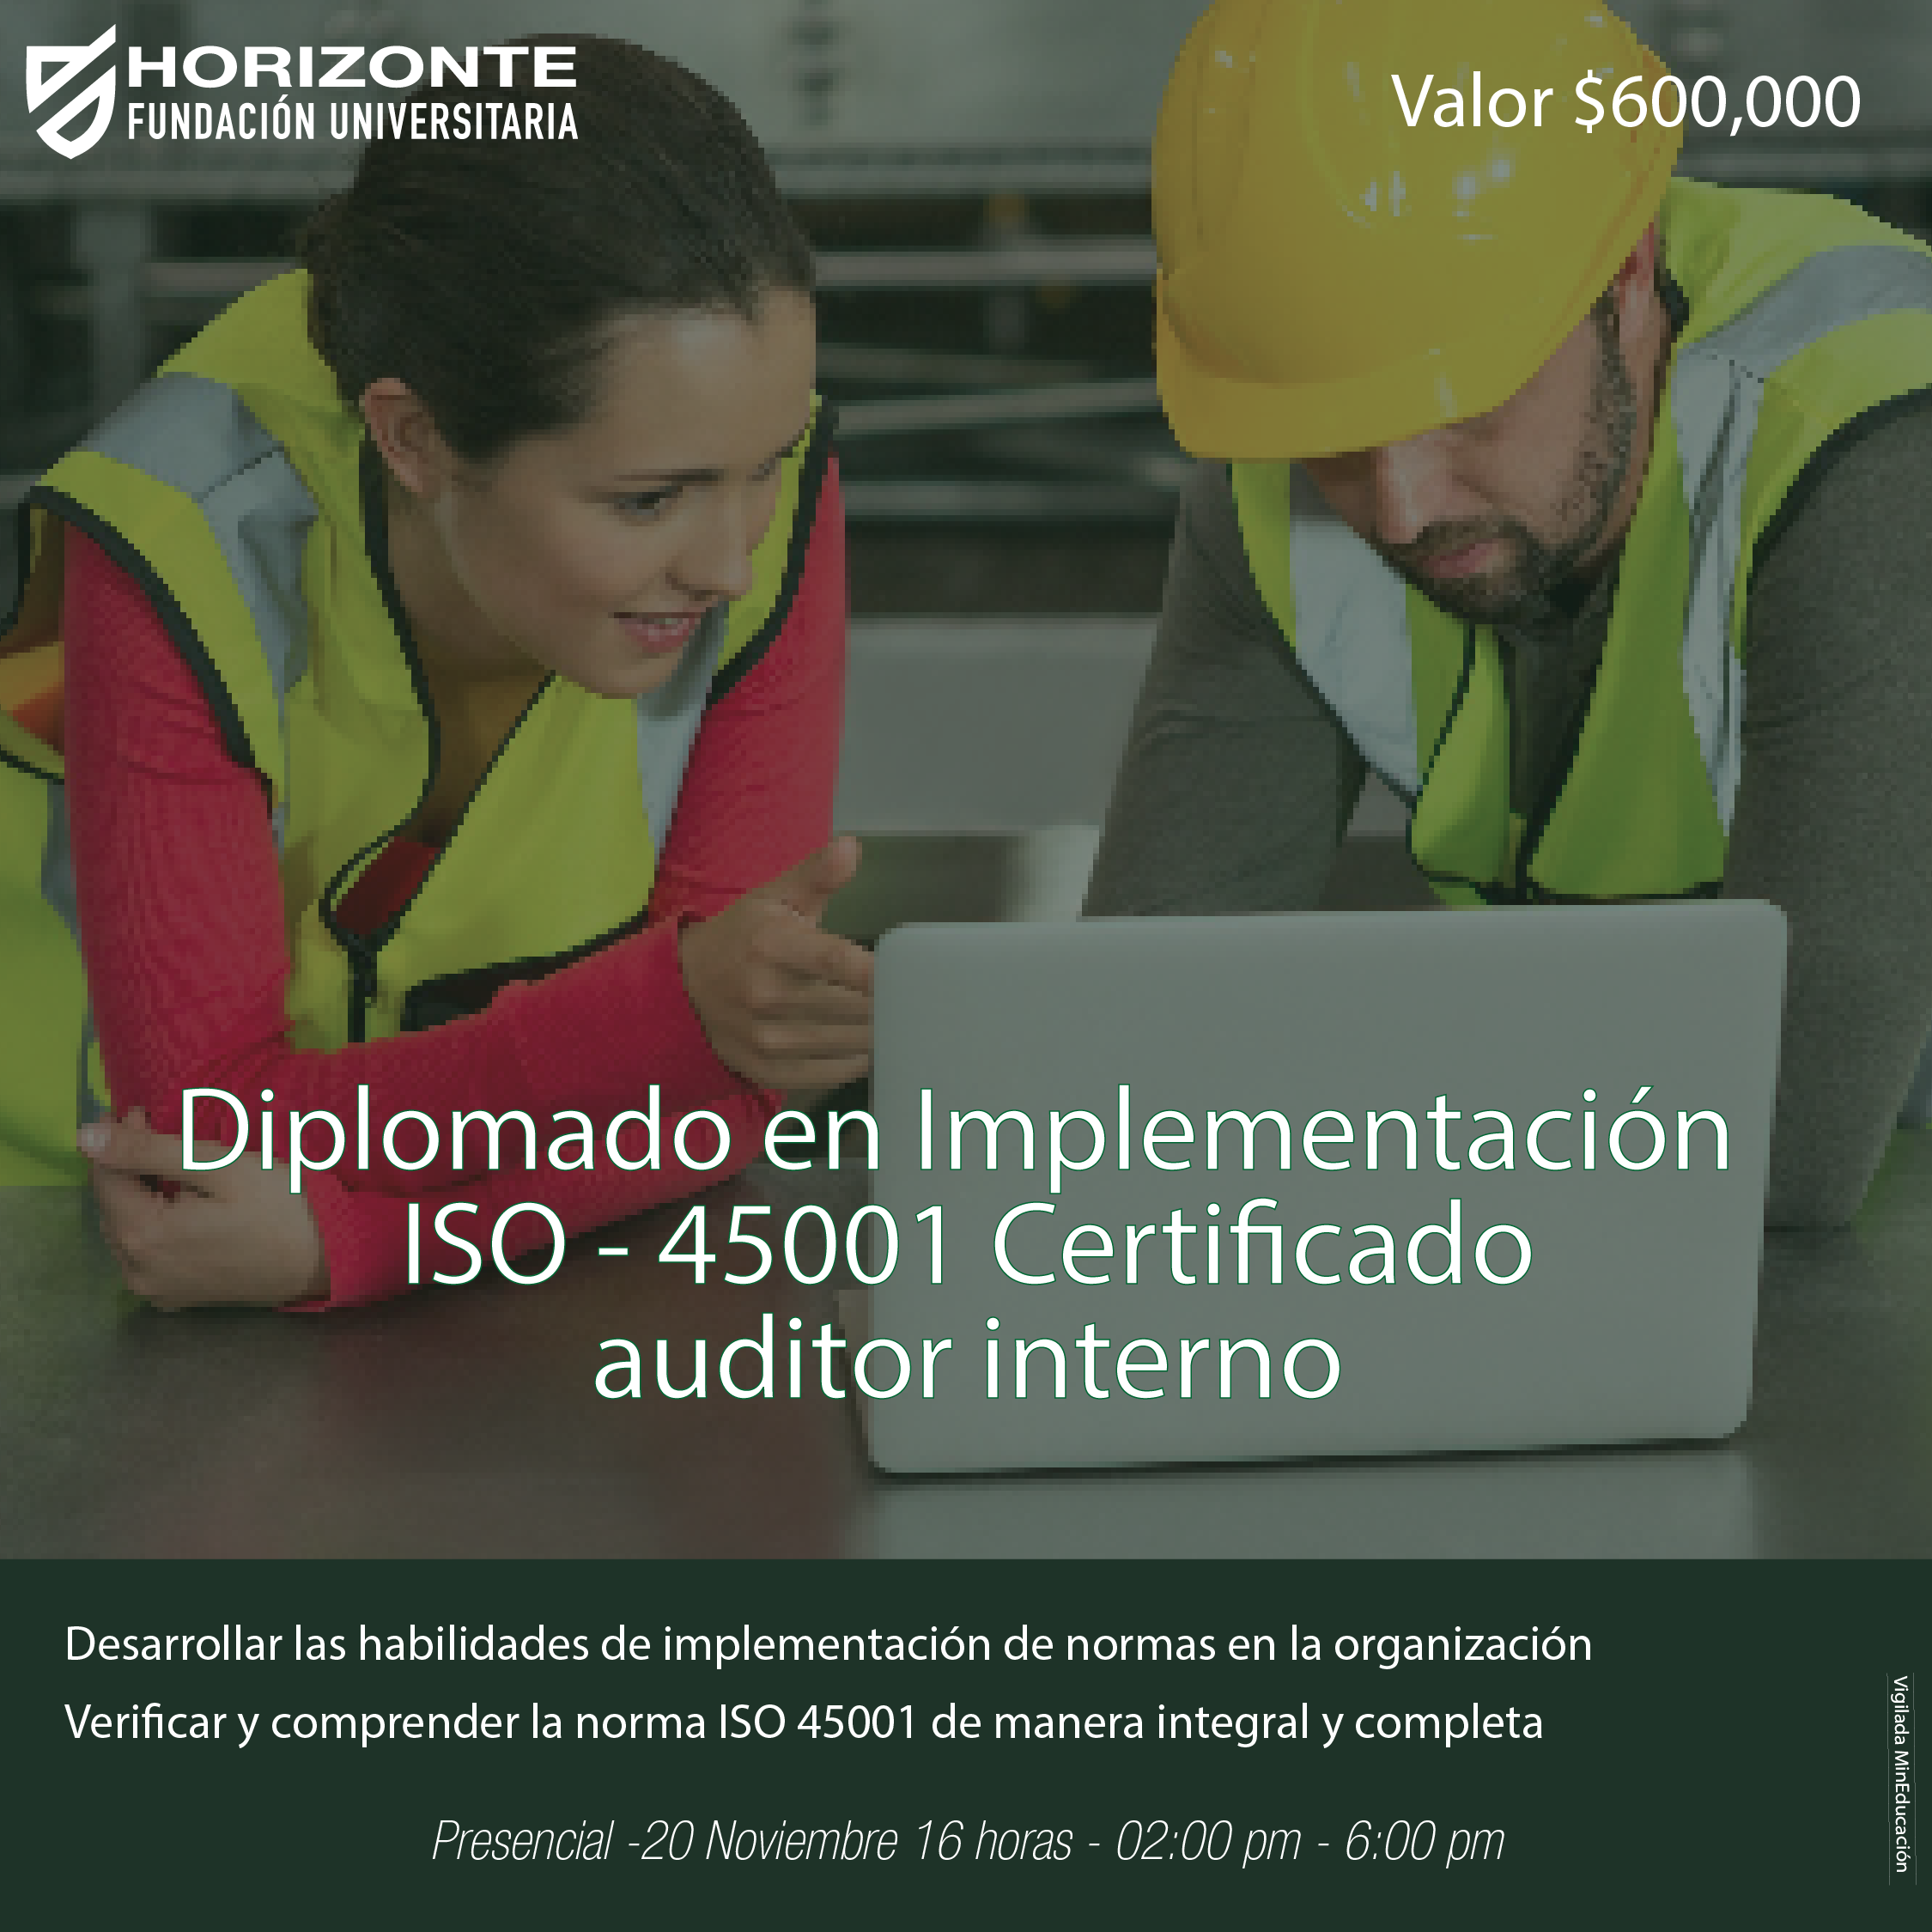 HORIZONTE
FUNDACIÓN UNIVERSITARIA
Valor $600,000
Diplomado en Implementación
ISO - 45001 Certificado
auditor interno
Desarrollar las habilidades de implementación de normas en la organización
Verificar y comprender la norma ISO 45001 de manera integral y completa
Presencial -20 Noviembre 16 horas - 02:00 pm - 6:00 pm
Vigilada MinEducación